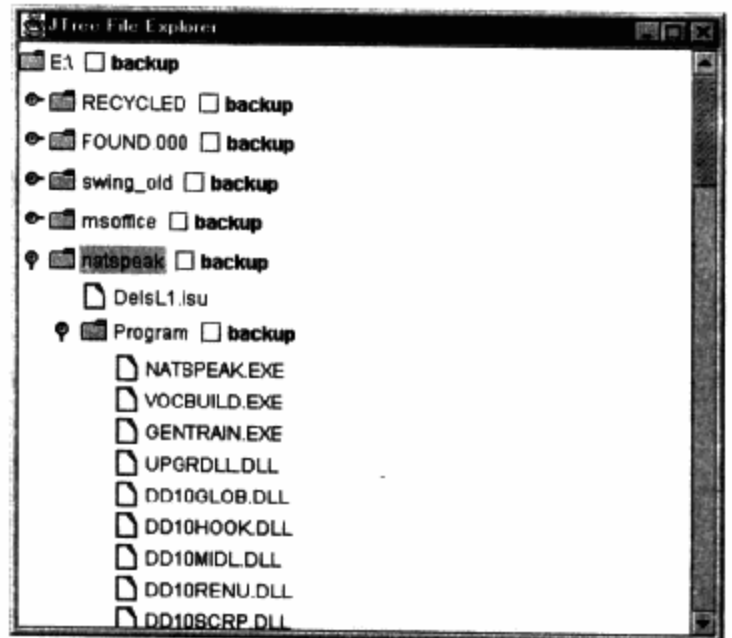 JTree File Explorer
E:\ backup
RECYCLED backup
FOUND.000 backup
swing_old backup
msoffice backup
natspeak backup
DelsL1.isu
Program backup
NATSPEAK.EXE
VOCBUILD.EXE
GENTRAIN.EXE
UPGRDLL.DLL
DD10GLOB.DLL
DD10HOOK.DLL
DD10MIDL.DLL
DD10RENU.DLL
DD10SCRP.DLL